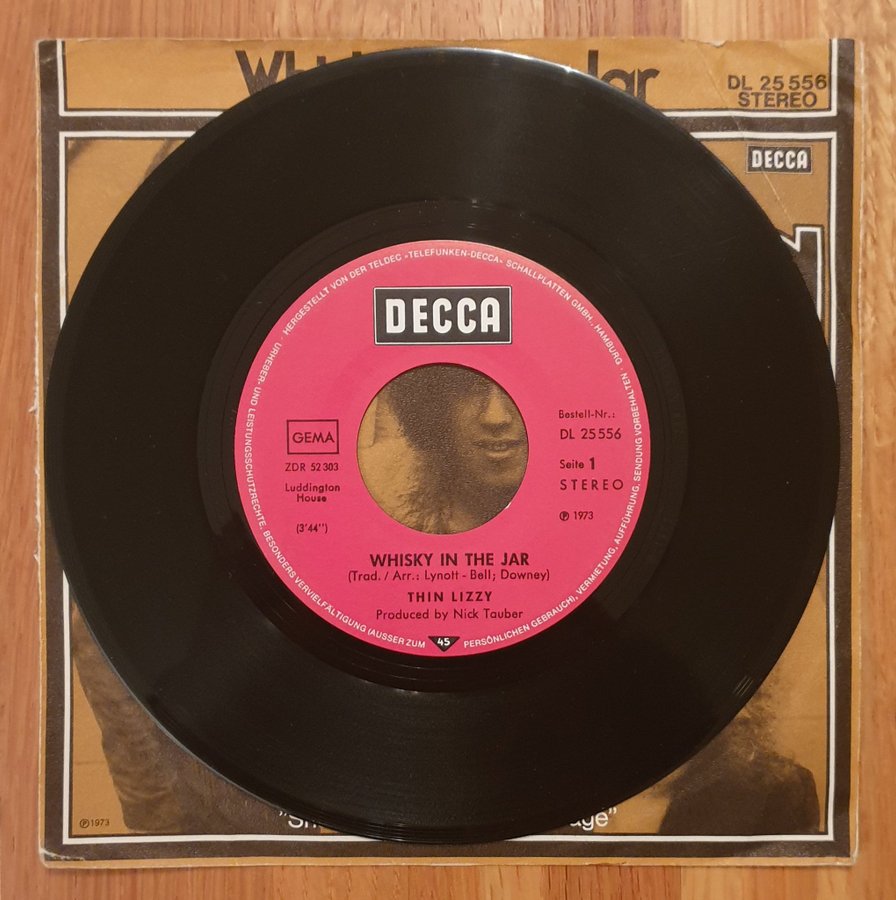 DL 25 556
STEREO
DECCA
HERGESTELLT VON DER TELDEC »TELEFUNKEN-DECCA« SCHALLPLATTEN GMBH., HAMBURG
URHEBER- UND LEISTUNGSSCHUTZRECHTE, BESONDERS VERVIELFÄLTIGUNG (AUSSER ZUM PERSÖNLICHEN GEBRAUCH), VERMIETUNG, AUFFÜHRUNG, SENDUNG VORBEHALTEN
DECCA
GEMA
ZDR 52 303
Luddington
House
(3'44'')
Bestell-Nr.:
DL 25 556
Seite 1
STEREO
℗ 1973
WHISKY IN THE JAR
(Trad. / Arr.: Lynott - Bell; Downey)
THIN LIZZY
Produced by Nick Tauber
45
℗1973